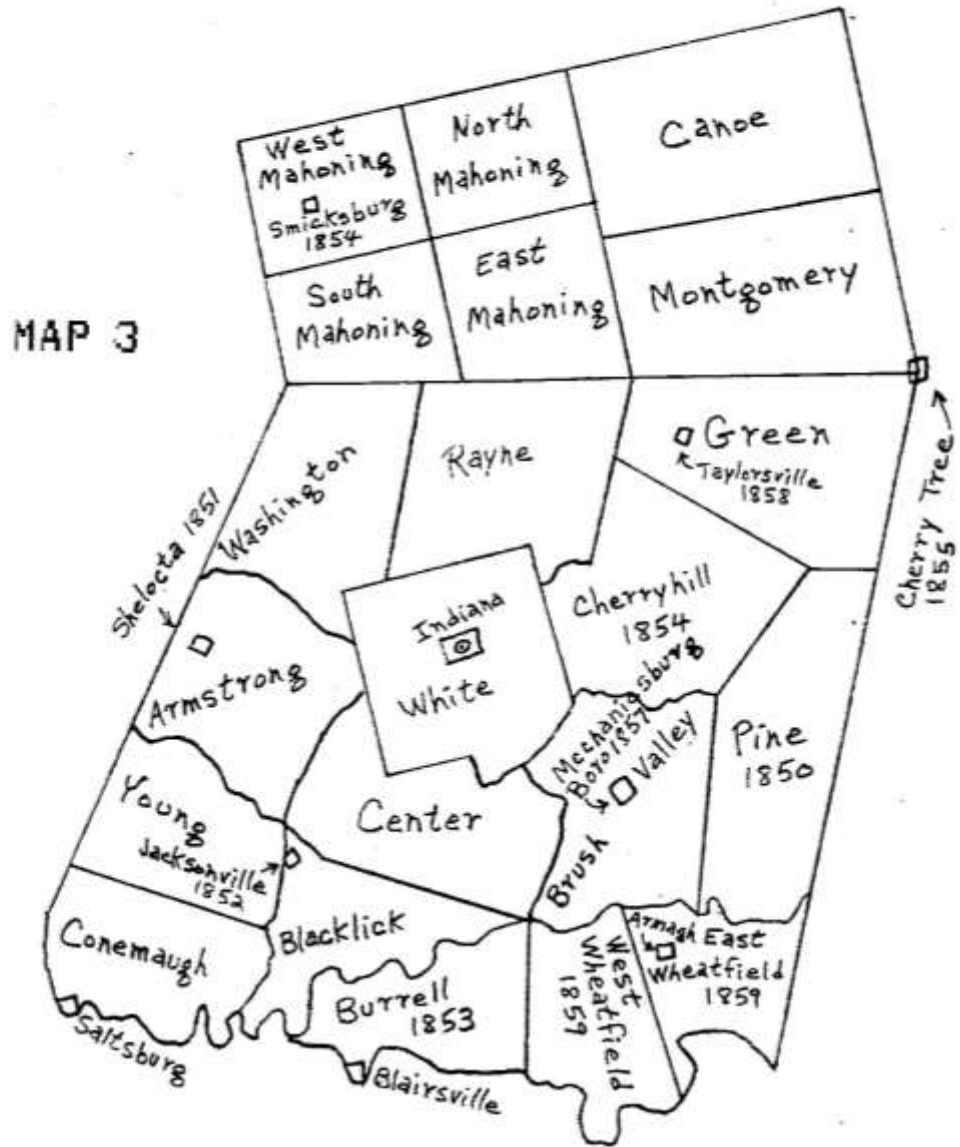 Canoe
North
Mahoning
West
Mahoning
Smicksburg
1854
East
Mahoning
South
Mahoning
Montgomery
MAP 3
Green
Taylorsville
1858
Cherry Tree
1855
Rayne
Washington
Shelocta 1851
Cherryhill
1854
Indiana
White
Armstrong
Mechanicsburg
Boro 1857
Brush Valley
Pine
1850
Young
Jacksonville
1852
Center
Conemaugh
Blacklick
Armagh
East
Wheatfield
1859
West
Wheatfield
1859
Burrell
1853
Saltsburg
Blairsville